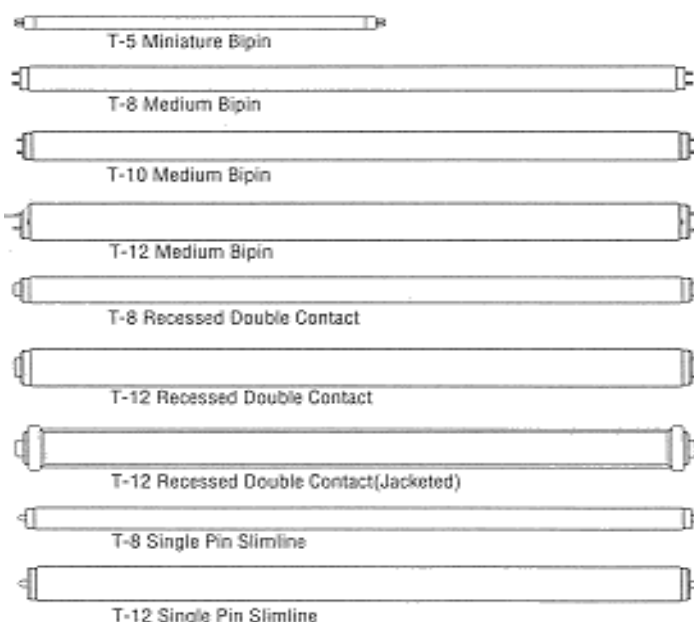 T-5 Miniature Bipin
T-8 Medium Bipin
T-10 Medium Bipin
T-12 Medium Bipin
T-8 Recessed Double Contact
T-12 Recessed Double Contact
T-12 Recessed Double Contact(Jacketed)
T-8 Single Pin Slimline
T-12 Single Pin Slimline